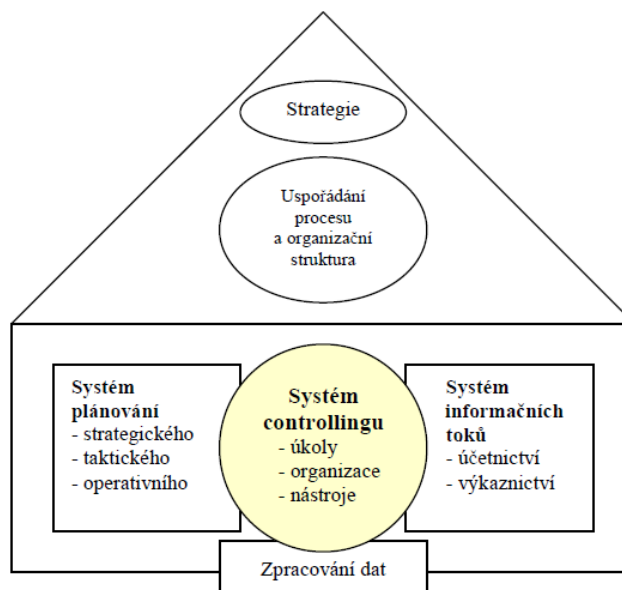 Strategie
Uspořádání
procesu
a organizační
struktura
Systém
plánování
- strategického
- taktického
- operativního
Systém
controllingu
- úkoly
- organizace
- nástroje
Systém
informačních
toků
- účetnictví
- výkaznictví
Zpracování dat